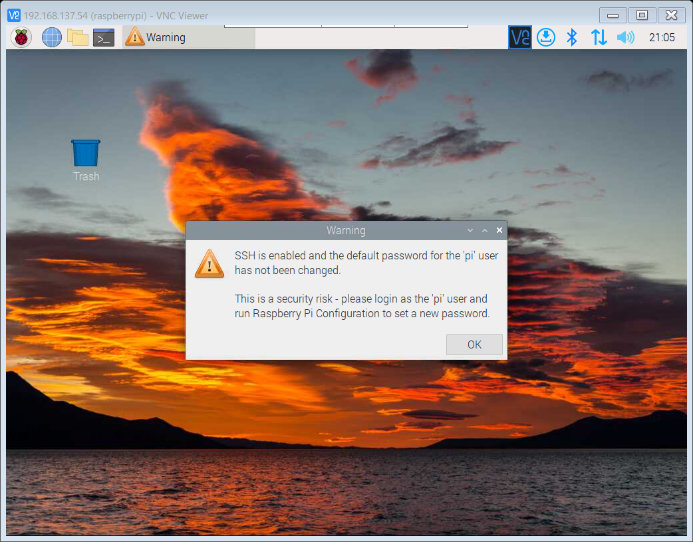 192.168.137.54 (raspberrypi) - VNC Viewer
Warning
21:05
Trash
Warning
SSH is enabled and the default password for the 'pi' user
has not been changed.
This is a security risk - please login as the 'pi' user and
run Raspberry Pi Configuration to set a new password.
OK